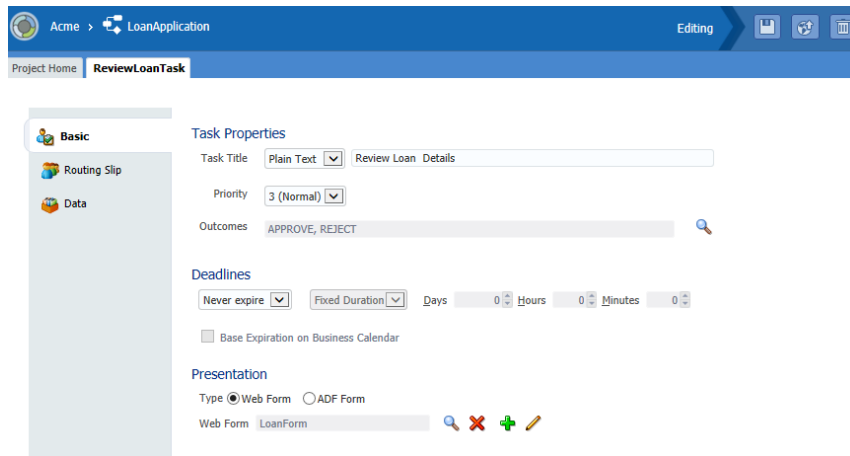 Acme > LoanApplication Editing
Project Home ReviewLoanTask
Basic
Routing Slip
Data
Task Properties
Task Title Plain Text Review Loan Details
Priority 3 (Normal)
Outcomes APPROVE, REJECT
Deadlines
Never expire Fixed Duration Days 0 Hours 0 Minutes 0
Base Expiration on Business Calendar
Presentation
Type Web Form ADF Form
Web Form LoanForm